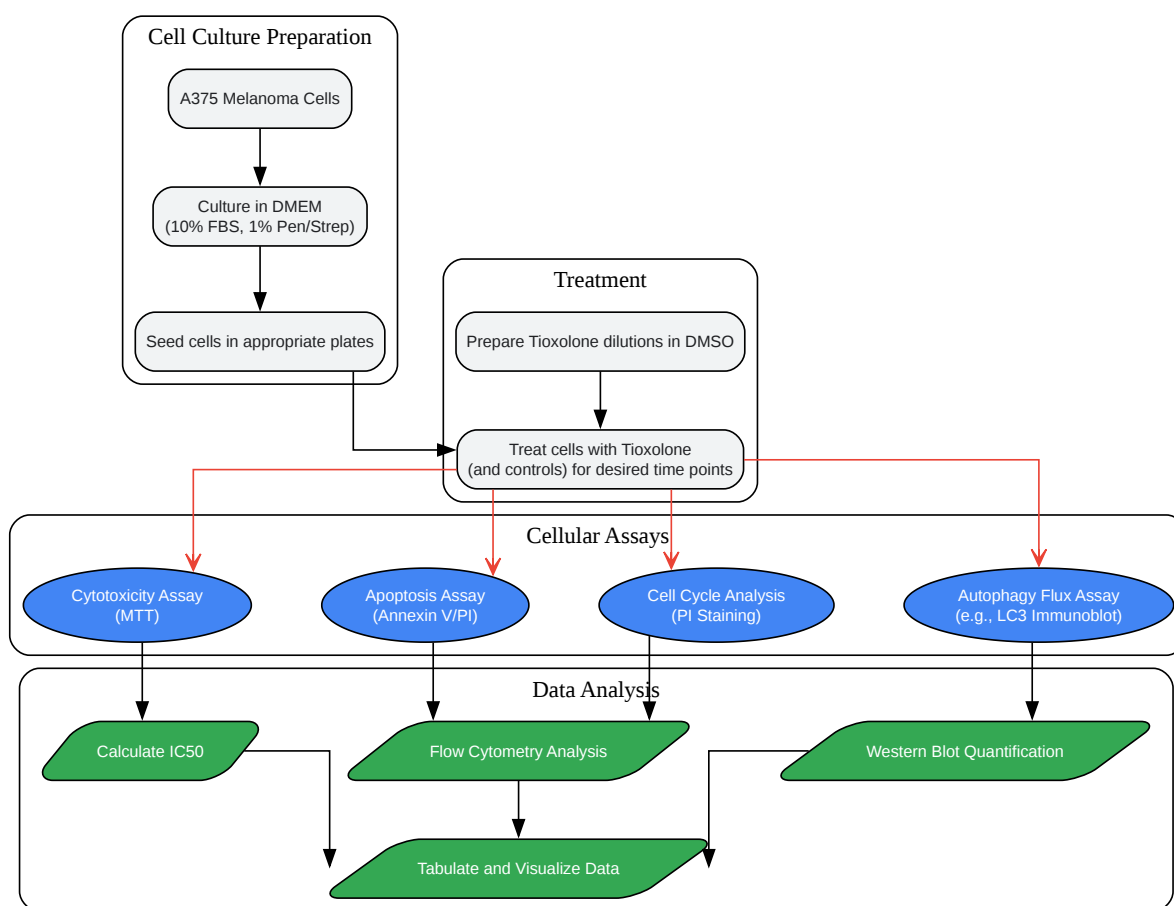 Cell Culture Preparation
A375 Melanoma Cells
Culture in DMEM
(10% FBS, 1% Pen/Strep)
Seed cells in appropriate plates
Treatment
Prepare Tioxolone dilutions in DMSO
Treat cells with Tioxolone
(and controls) for desired time points
Cellular Assays
Cytotoxicity Assay
(MTT)
Apoptosis Assay
(Annexin V/PI)
Cell Cycle Analysis
(PI Staining)
Autophagy Flux Assay
(e.g., LC3 Immunoblot)
Data Analysis
Calculate IC50
Flow Cytometry Analysis
Western Blot Quantification
Tabulate and Visualize Data